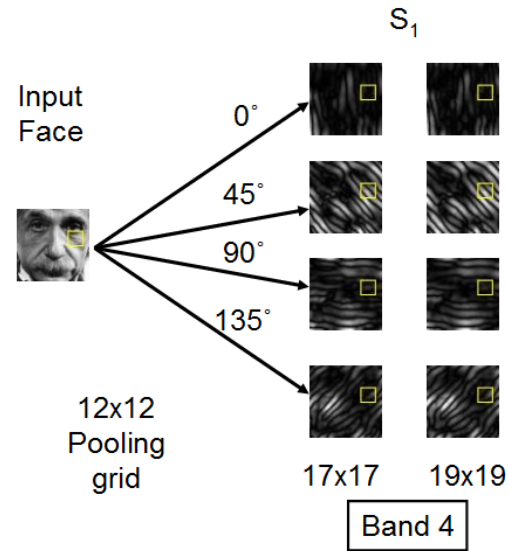 S₁
Input
Face
0°
45°
90°
135°
12x12
Pooling
grid
17x17 19x19
Band 4